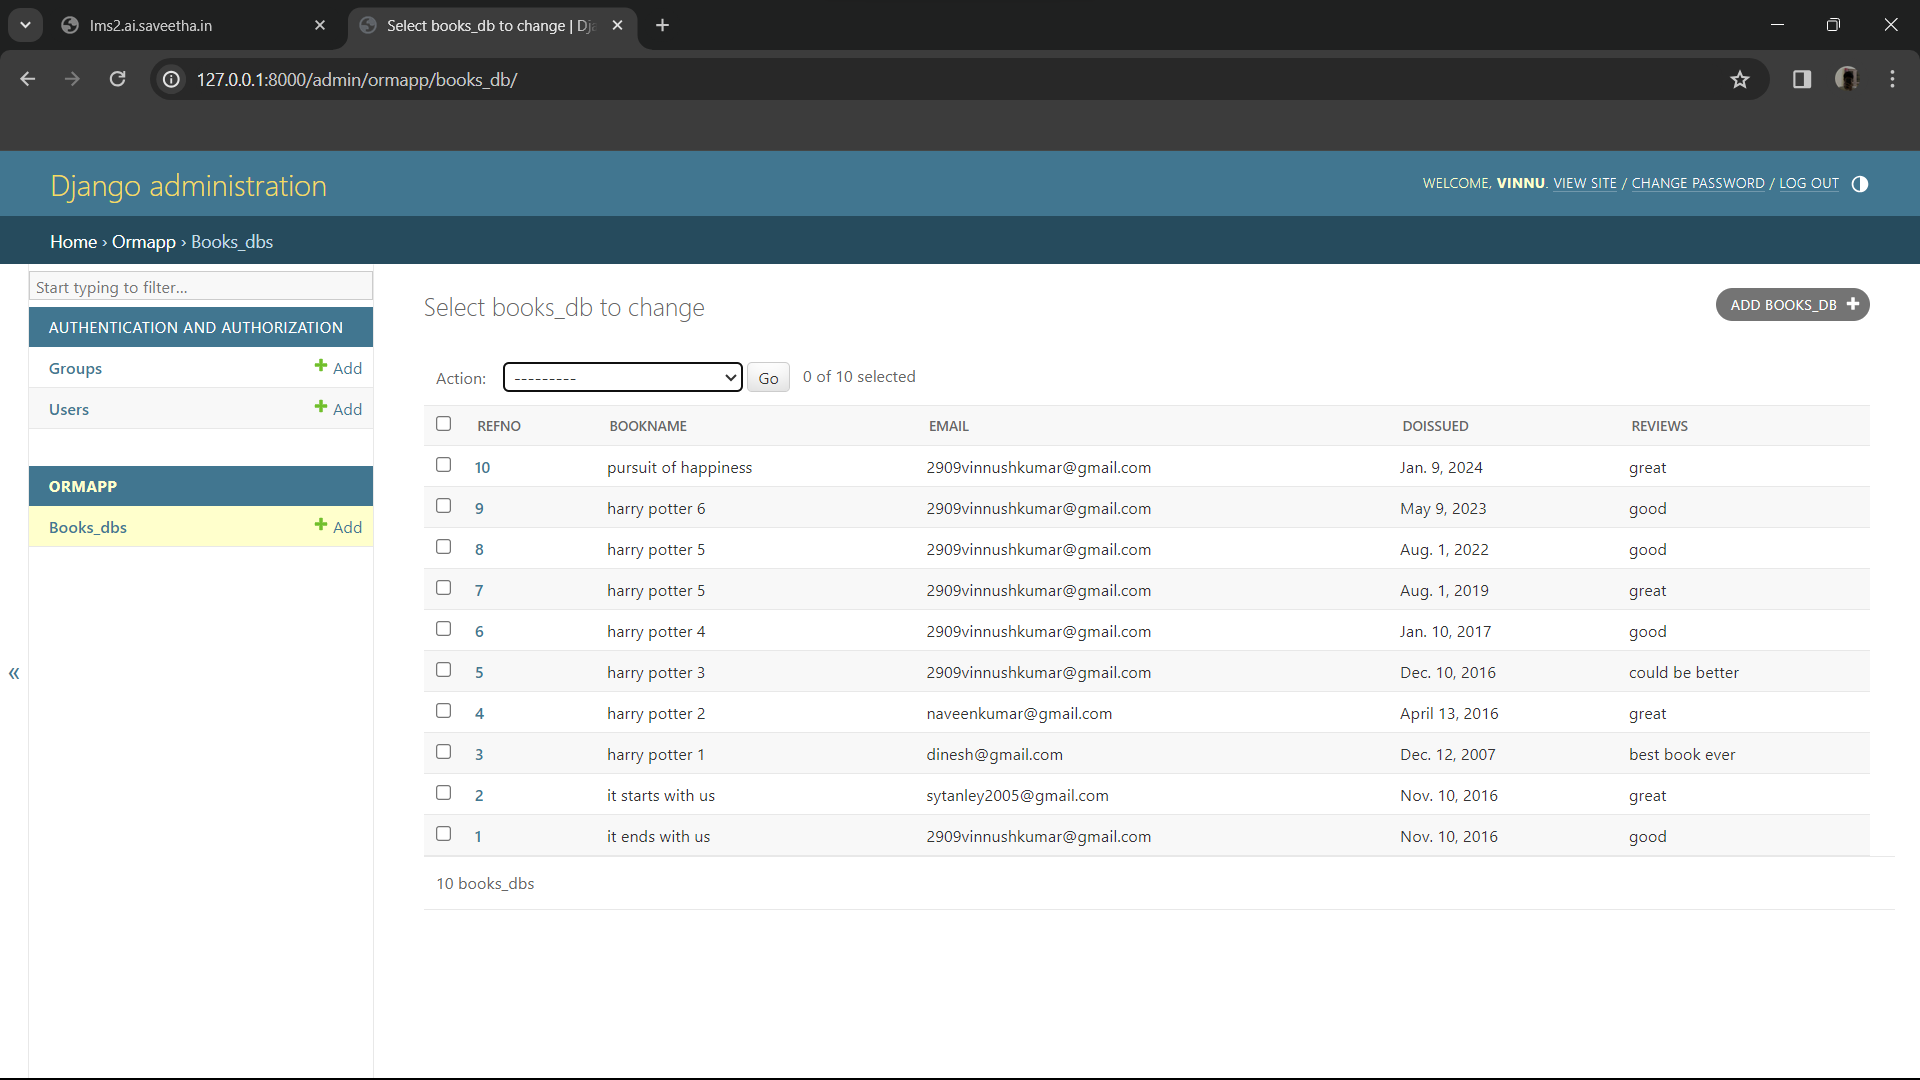 lms2.ai.saveetha.in
Select books_db to change | Dj
127.0.0.1:8000/admin/ormapp/books_db/
Django administration
WELCOME, VINNU. VIEW SITE / CHANGE PASSWORD / LOG OUT
Home › Ormapp › Books_dbs
Start typing to filter...
AUTHENTICATION AND AUTHORIZATION
Groups + Add
Users + Add
ORMAPP
Books_dbs + Add
«
Select books_db to change
ADD BOOKS_DB +
Action: --------- Go 0 of 10 selected
REFNO BOOKNAME EMAIL DOISSUED REVIEWS
10 pursuit of happiness 2909vinnushkumar@gmail.com Jan. 9, 2024 great
9 harry potter 6 2909vinnushkumar@gmail.com May 9, 2023 good
8 harry potter 5 2909vinnushkumar@gmail.com Aug. 1, 2022 good
7 harry potter 5 2909vinnushkumar@gmail.com Aug. 1, 2019 great
6 harry potter 4 2909vinnushkumar@gmail.com Jan. 10, 2017 good
5 harry potter 3 2909vinnushkumar@gmail.com Dec. 10, 2016 could be better
4 harry potter 2 naveenkumar@gmail.com April 13, 2016 great
3 harry potter 1 dinesh@gmail.com Dec. 12, 2007 best book ever
2 it starts with us sytanley2005@gmail.com Nov. 10, 2016 great
1 it ends with us 2909vinnushkumar@gmail.com Nov. 10, 2016 good
10 books_dbs